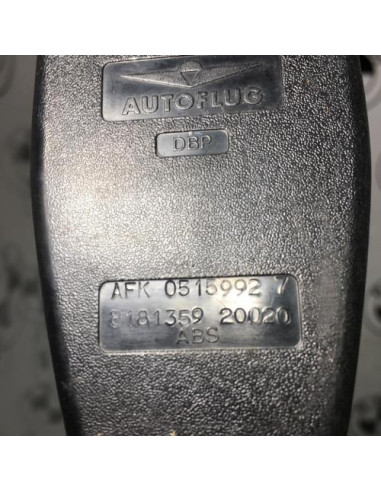 AUTOFLUG
DBP
AFK 0515992 7
8181359 20020
ABS